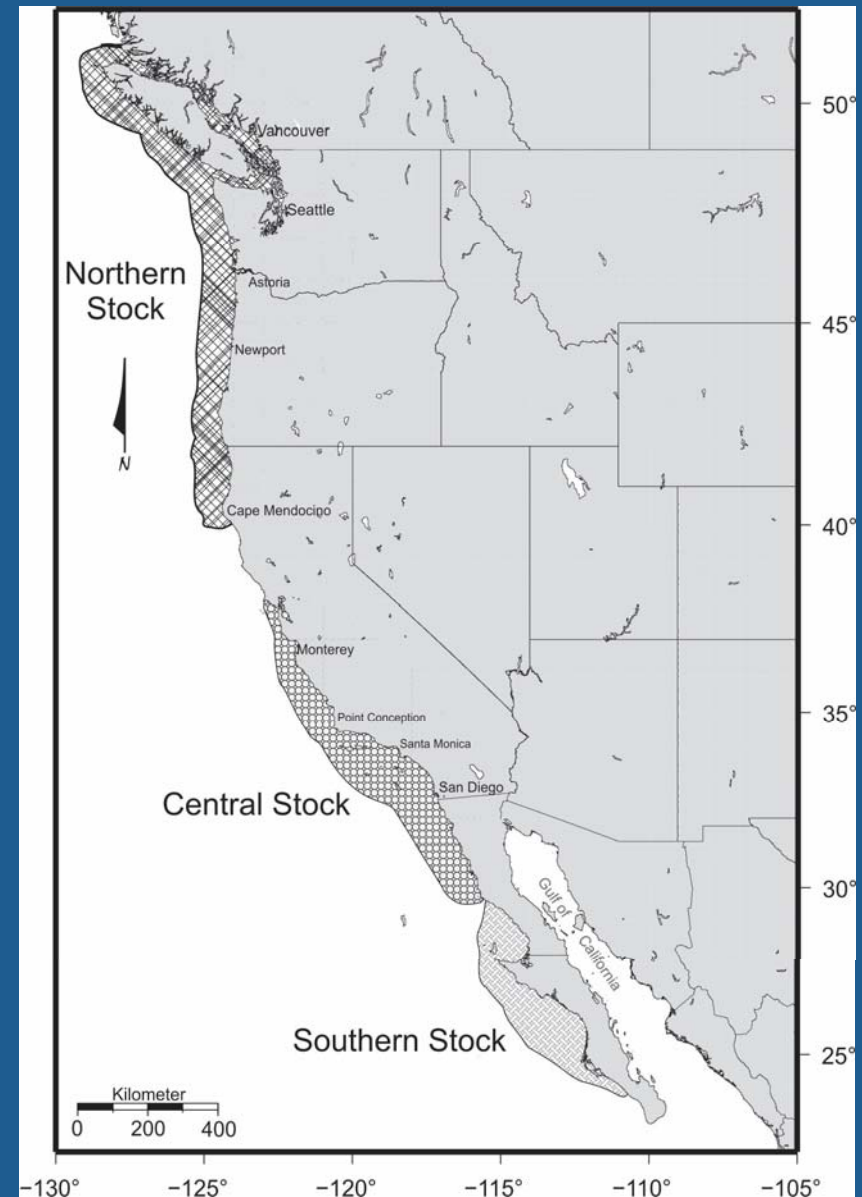 50°
Vancouver
Seattle
Northern
Stock
Astoria
45°
Newport
N
Cape Mendocino
40°
Monterey
35°
Point Conception
Santa Monica
San Diego
Central Stock
30°
Gulf of
California
Southern Stock
25°
Kilometer
0 200 400
−130° −125° −120° −115° −110° −105°